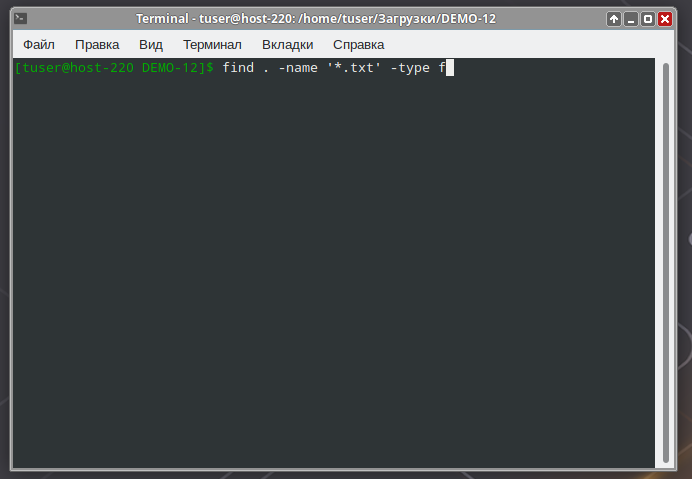 Terminal - tuser@host-220: /home/tuser/Загрузки/DEMO-12
Файл Правка Вид Терминал Вкладки Справка
[tuser@host-220 DEMO-12]$ find . -name '*.txt' -type f